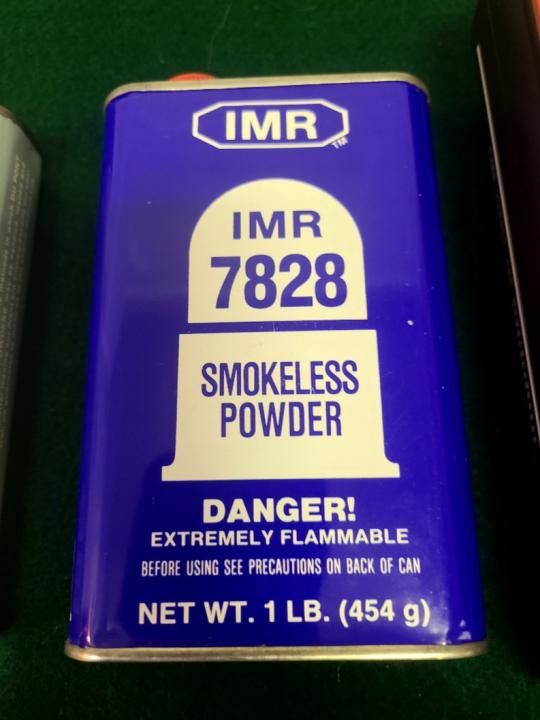 IMR
TM
IMR
7828
SMOKELESS
POWDER
DANGER!
EXTREMELY FLAMMABLE
BEFORE USING SEE PRECAUTIONS ON BACK OF CAN
NET WT. 1 LB. (454 g)